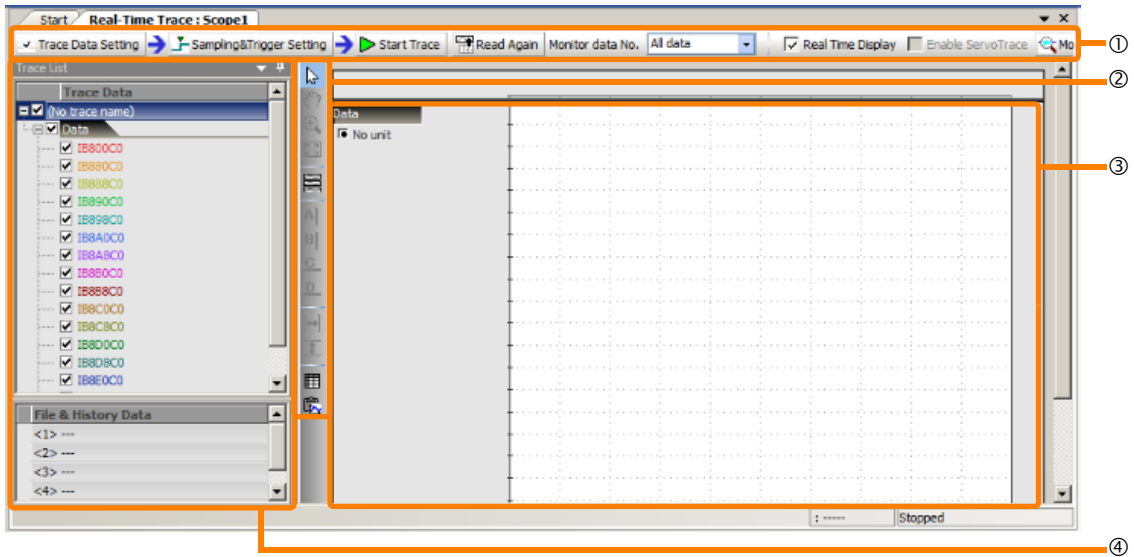 Start Real-Time Trace : Scope1
Trace Data Setting Sampling&Trigger Setting Start Trace Read Again Monitor data No. All data Real Time Display Enable ServoTrace Mo ①
Trace List
②
Trace Data
(No trace name)
Data
Data
No unit
③
IB800C0
IB880C0
IB888C0
IB890C0
IB898C0
IB8A0C0
IB8A8C0
IB8B0C0
IB8B8C0
IB8C0C0
IB8C8C0
IB8D0C0
IB8D8C0
IB8E0C0
A
B
C
D
File & History Data
<1> ---
<2> ---
<3> ---
<4> ---
: -----
Stopped
④